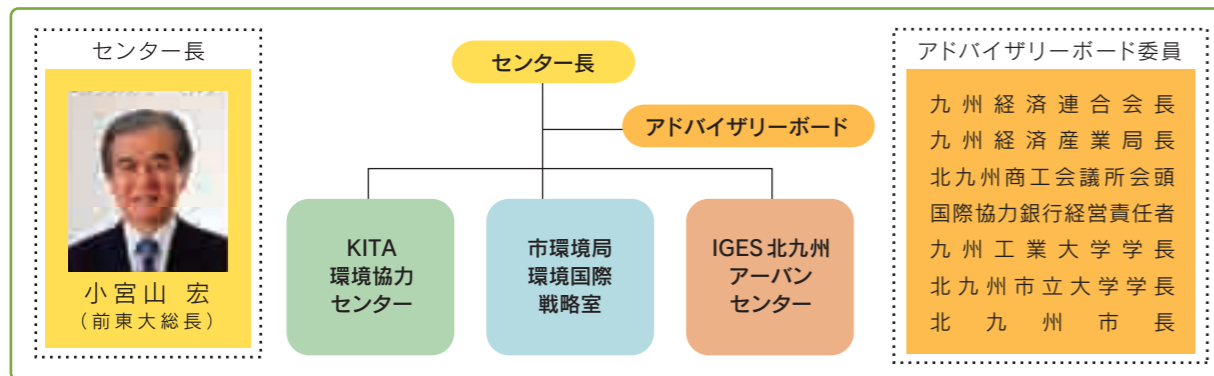 センター長
小宮山 宏
(前東大総長)
センター長
アドバイザリーボード
KITA
環境協力
センター
市環境局
環境国際
戦略室
IGES北九州
アーバン
センター
アドバイザリーボード委員
九州経済連合会長
九州経済産業局長
北九州商工会議所会頭
国際協力銀行経営責任者
九州工業大学学長
北九州市立大学学長
北九州市長